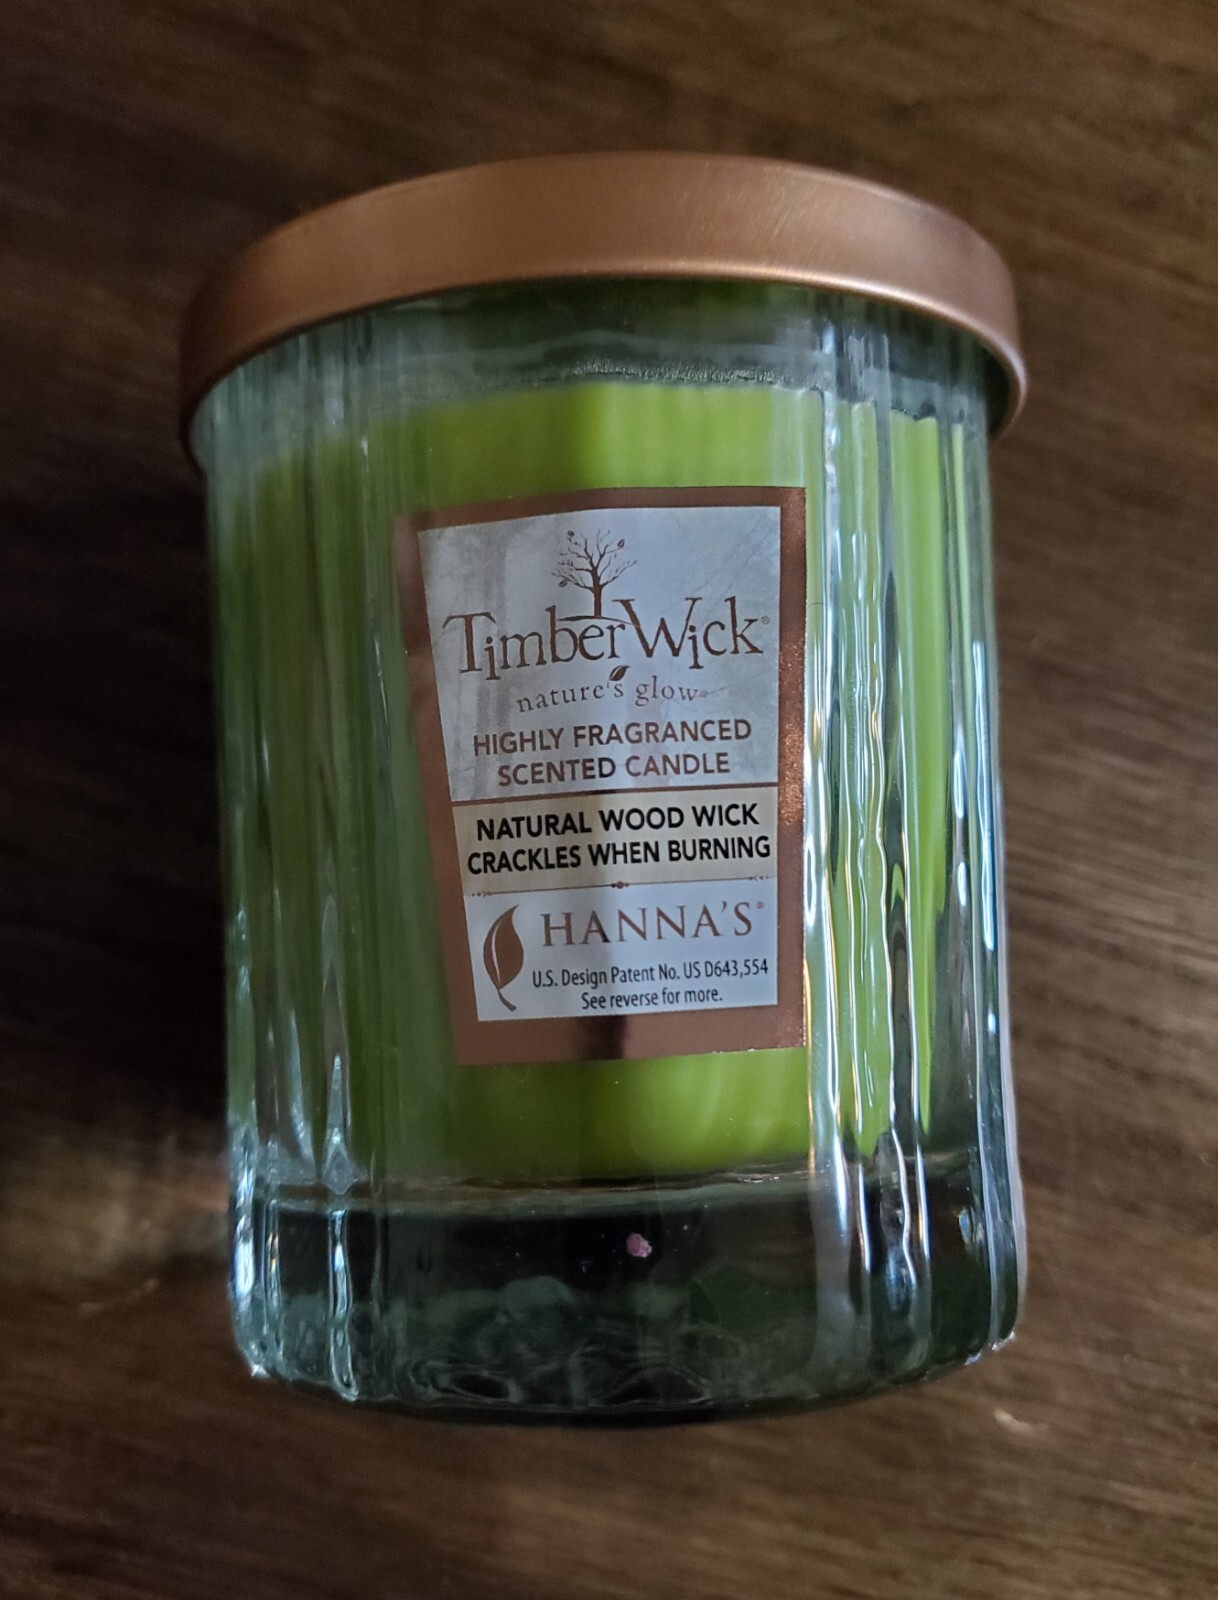 TimberWick®
nature's glow
HIGHLY FRAGRANCED
SCENTED CANDLE
NATURAL WOOD WICK
CRACKLES WHEN BURNING
HANNA'S®
U.S. Design Patent No. US D643,554
See reverse for more.